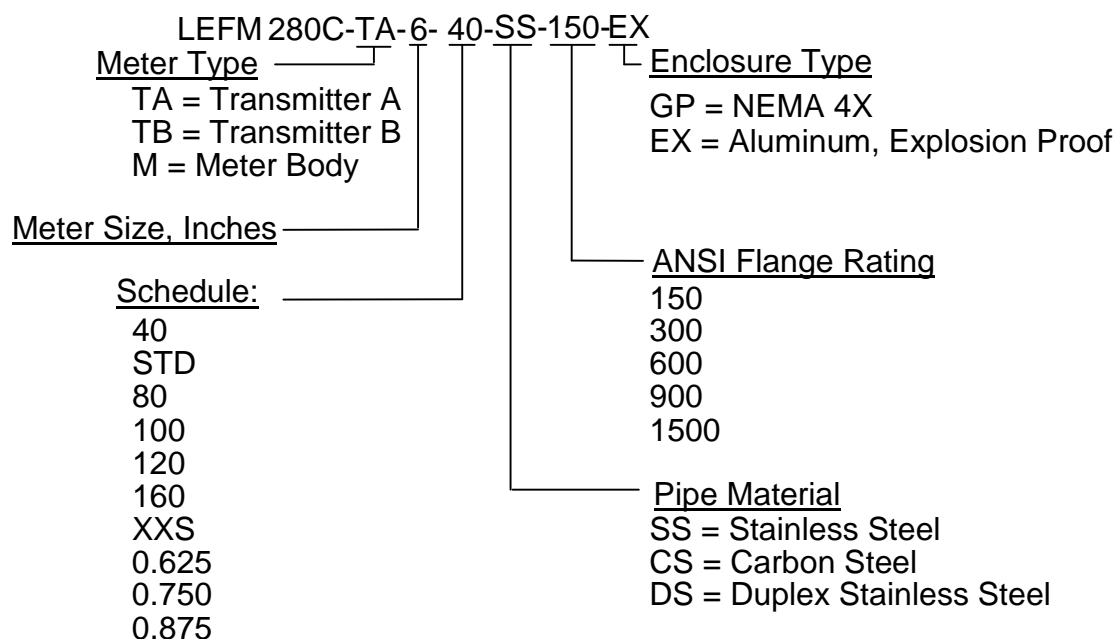 LEFM 280C-TA-6- 40-SS-150-EX
Meter Type
TA = Transmitter A
TB = Transmitter B
M = Meter Body
Meter Size, Inches
Schedule:
40
STD
80
100
120
160
XXS
0.625
0.750
0.875
Enclosure Type
GP = NEMA 4X
EX = Aluminum, Explosion Proof
ANSI Flange Rating
150
300
600
900
1500
Pipe Material
SS = Stainless Steel
CS = Carbon Steel
DS = Duplex Stainless Steel